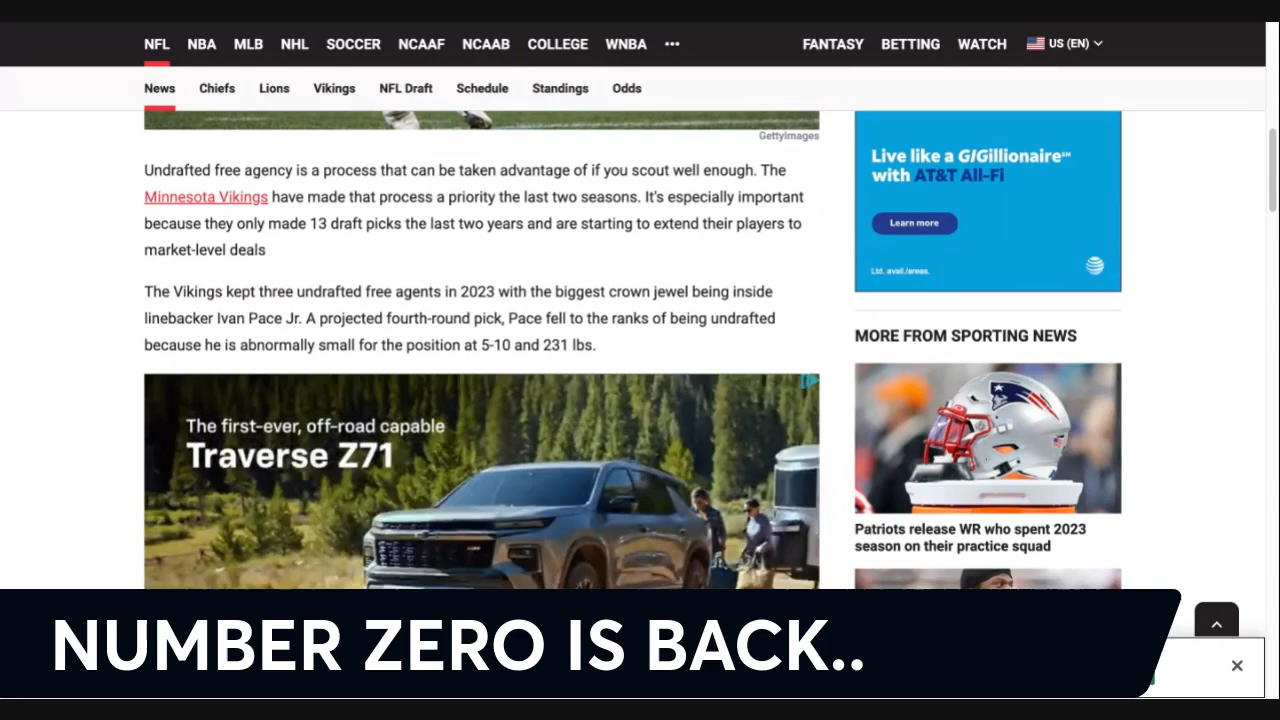 NFL NBA MLB NHL SOCCER NCAAF NCAAB COLLEGE WNBA ••• FANTASY BETTING WATCH US (EN)
News Chiefs Lions Vikings NFL Draft Schedule Standings Odds
GettyImages
Undrafted free agency is a process that can be taken advantage of if you scout well enough. The
Minnesota Vikings have made that process a priority the last two seasons. It's especially important
because they only made 13 draft picks the last two years and are starting to extend their players to
market-level deals
The Vikings kept three undrafted free agents in 2023 with the biggest crown jewel being inside
linebacker Ivan Pace Jr. A projected fourth-round pick, Pace fell to the ranks of being undrafted
because he is abnormally small for the position at 5-10 and 231 lbs.
The first-ever, off-road capable
Traverse Z71
Live like a GIGillionaire℠
with AT&T All-Fi
Learn more
Ltd. avail./areas.
MORE FROM SPORTING NEWS
Patriots release WR who spent 2023
season on their practice squad
NUMBER ZERO IS BACK..